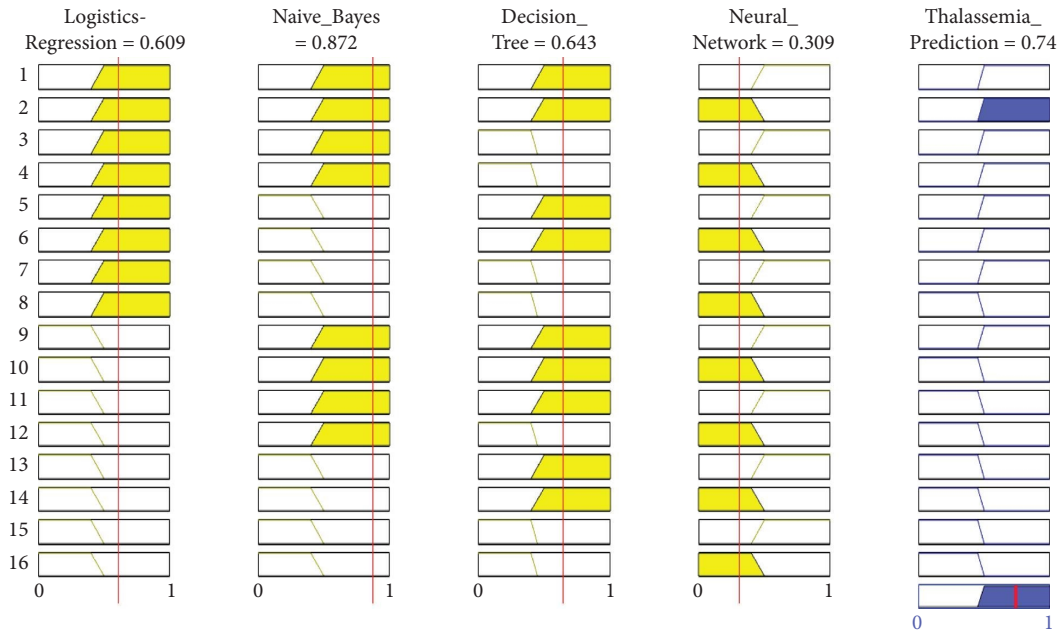 Logistics-
Regression = 0.609
Naive_Bayes
= 0.872
Decision_
Tree = 0.643
Neural_
Network = 0.309
Thalassemia_
Prediction = 0.74
1
2
3
4
5
6
7
8
9
10
11
12
13
14
15
16
0 1 0 1 0 1 0 1
0 1